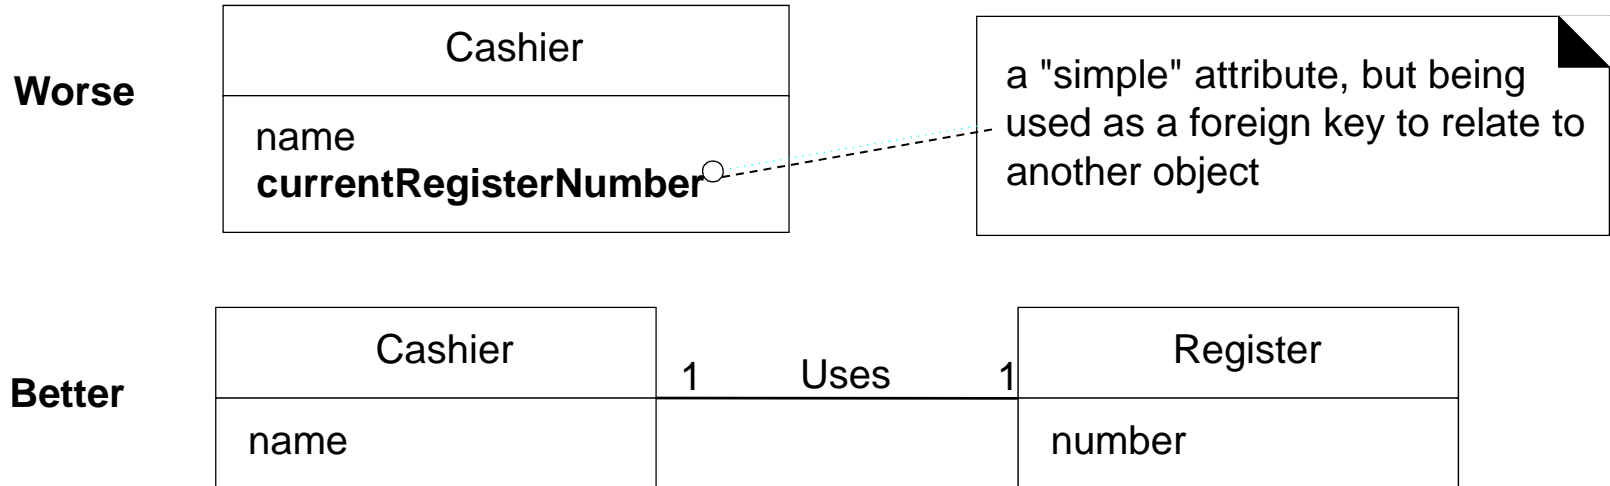 Worse
Cashier
name
currentRegisterNumber
a "simple" attribute, but being
used as a foreign key to relate to
another object
Better
Cashier
name
1 Uses 1
Register
number